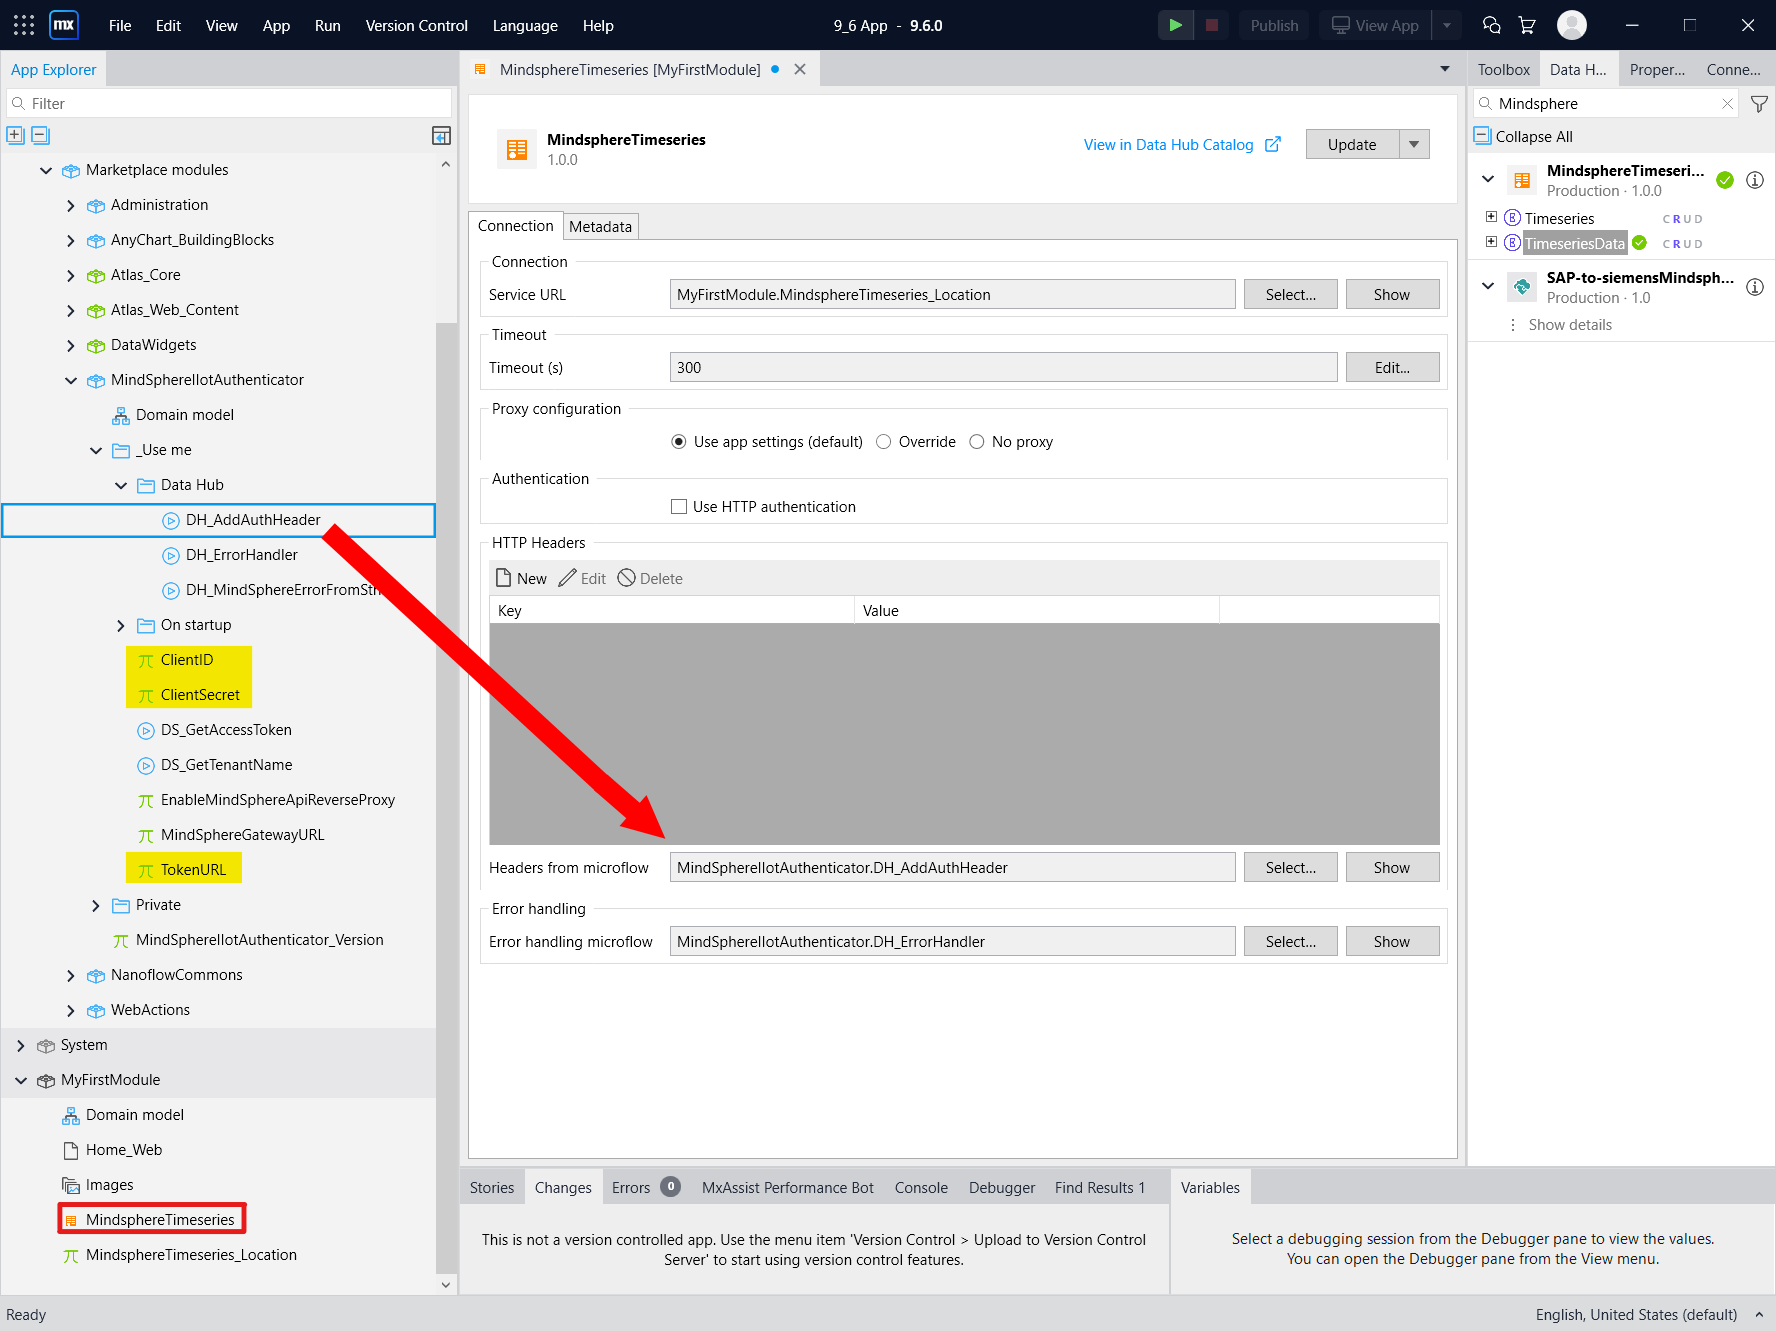 mx File Edit View App Run Version Control Language Help 9_6 App - 9.6.0 Publish View App
App Explorer
Filter
Marketplace modules
Administration
AnyChart_BuildingBlocks
Atlas_Core
Atlas_Web_Content
DataWidgets
MindSphereIIotAuthenticator
Domain model
_Use me
Data Hub
DH_AddAuthHeader
DH_ErrorHandler
DH_MindSphereErrorFromStri
On startup
ClientID
ClientSecret
DS_GetAccessToken
DS_GetTenantName
EnableMindSphereApiReverseProxy
MindSphereGatewayURL
TokenURL
Private
MindSphereIIotAuthenticator_Version
NanoflowCommons
WebActions
System
MyFirstModule
Domain model
Home_Web
Images
MindsphereTimeseries
MindsphereTimeseries_Location
MindsphereTimeseries [MyFirstModule]
MindsphereTimeseries
1.0.0
View in Data Hub Catalog Update
Connection Metadata
Connection
Service URL MyFirstModule.MindsphereTimeseries_Location Select... Show
Timeout
Timeout (s) 300 Edit...
Proxy configuration
Use app settings (default) Override No proxy
Authentication
Use HTTP authentication
HTTP Headers
New Edit Delete
Key Value
Headers from microflow MindSphereIIotAuthenticator.DH_AddAuthHeader Select... Show
Error handling
Error handling microflow MindSphereIIotAuthenticator.DH_ErrorHandler Select... Show
Toolbox Data H... Proper... Conne...
Mindsphere
Collapse All
MindsphereTimeseri...
Production · 1.0.0
Timeseries CRUD
TimeseriesData CRUD
SAP-to-siemensMindsph...
Production · 1.0
Show details
Stories Changes Errors 0 MxAssist Performance Bot Console Debugger Find Results 1
This is not a version controlled app. Use the menu item 'Version Control > Upload to Version Control
Server' to start using version control features.
Variables
Select a debugging session from the Debugger pane to view the values.
You can open the Debugger pane from the View menu.
Ready English, United States (default)